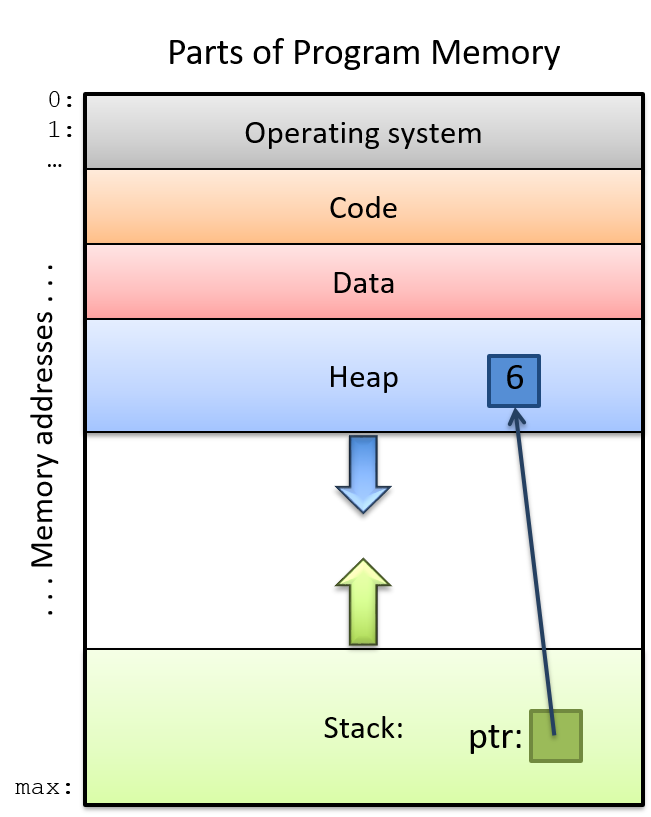 Parts of Program Memory
0:
1:
…
Operating system
Code
Data
Heap
6
...Memory addresses...
Stack:
ptr:
max: